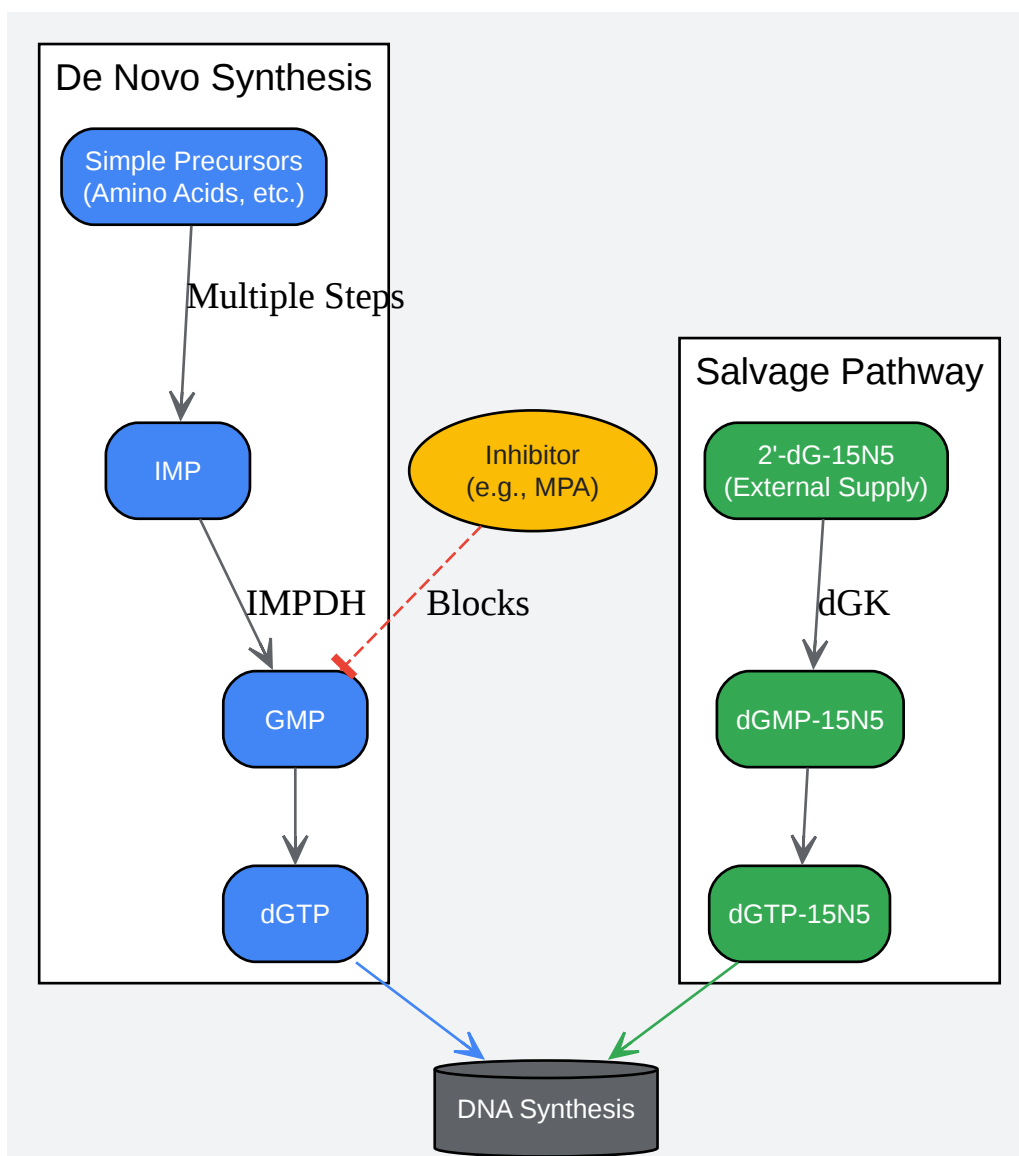 De Novo Synthesis
Simple Precursors
(Amino Acids, etc.)
Multiple Steps
IMP
IMPDH
GMP
dGTP
Inhibitor
(e.g., MPA)
Blocks
Salvage Pathway
2'-dG-15N5
(External Supply)
dGK
dGMP-15N5
dGTP-15N5
DNA Synthesis